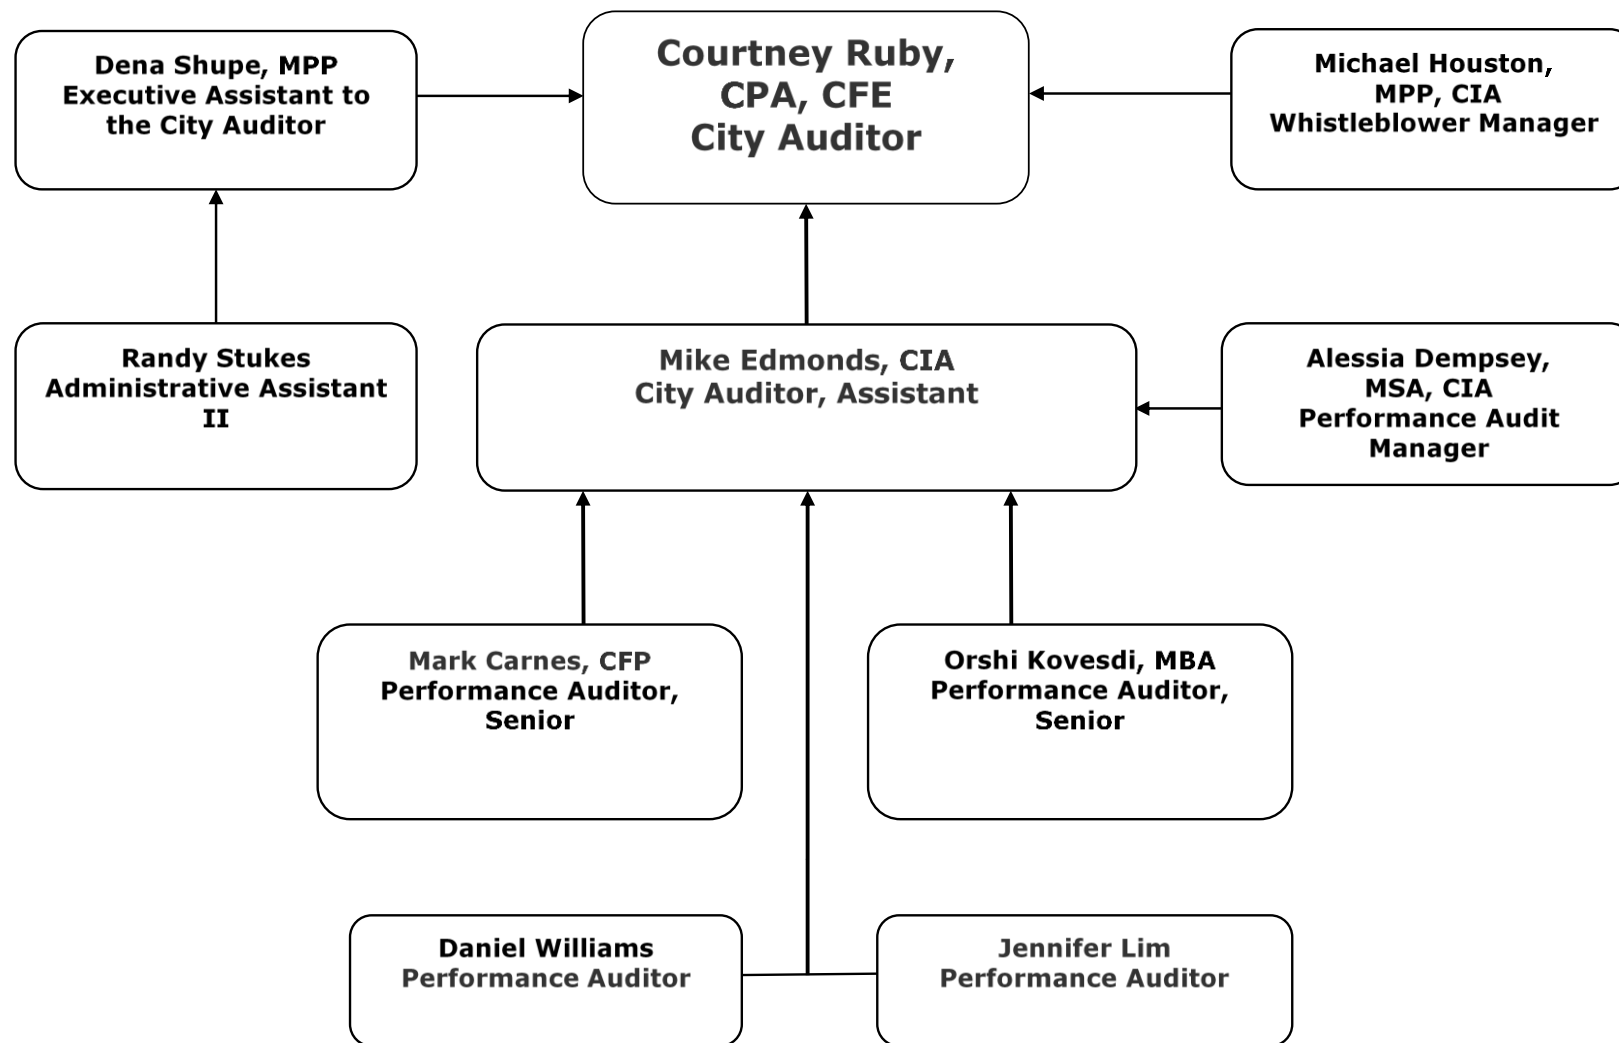 Dena Shupe, MPP
Executive Assistant to
the City Auditor
Courtney Ruby,
CPA, CFE
City Auditor
Michael Houston,
MPP, CIA
Whistleblower Manager
Randy Stukes
Administrative Assistant
II
Mike Edmonds, CIA
City Auditor, Assistant
Alessia Dempsey,
MSA, CIA
Performance Audit
Manager
Mark Carnes, CFP
Performance Auditor,
Senior
Orshi Kovesdi, MBA
Performance Auditor,
Senior
Daniel Williams
Performance Auditor
Jennifer Lim
Performance Auditor